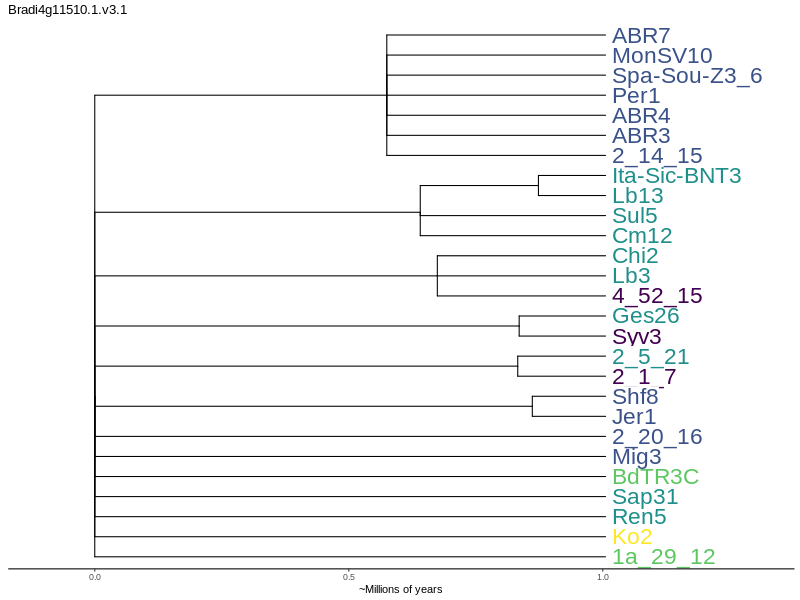 Bradi4g11510.1.v3.1
ABR7
MonSV10
Spa-Sou-Z3_6
Per1
ABR4
ABR3
2_14_15
Ita-Sic-BNT3
Lb13
Sul5
Cm12
Chi2
Lb3
4_52_15
Ges26
Syv3
2_5_21
2_1_7
Shf8
Jer1
2_20_16
Mig3
BdTR3C
Sap31
Ren5
Ko2
1a_29_12
0.0 0.5 1.0
~Millions of years